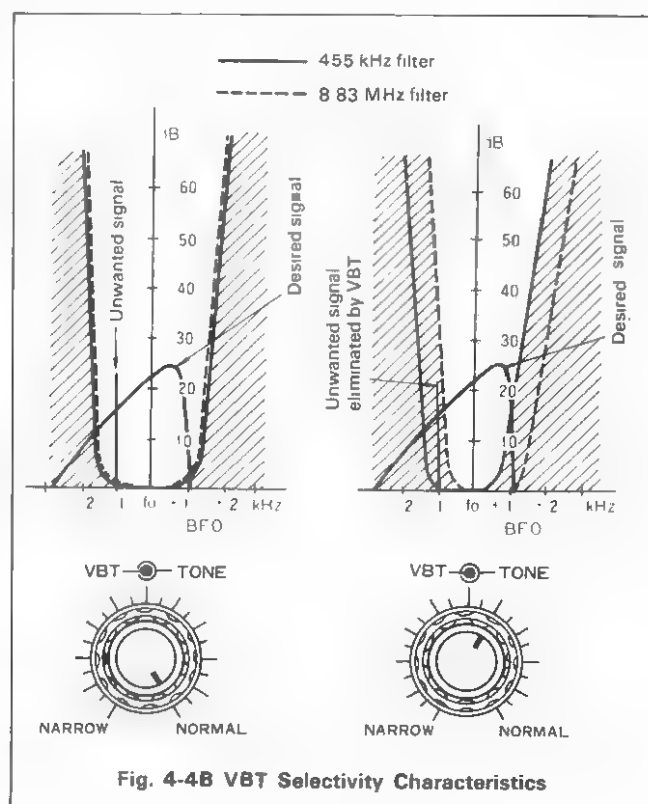 455 kHz filter
8 83 MHz filter
dB
60
50
40
30
20
10
Unwanted signal
Desired signal
2 1 fo + 1 + 2 kHz
BFO
dB
60
50
40
30
20
10
Unwanted signal
eliminated by VBT
Desired signal
2 1 fo + 1 + 2 kHz
BFO
VBT TONE
NARROW NORMAL
VBT TONE
NARROW NORMAL
Fig. 4-4B VBT Selectivity Characteristics